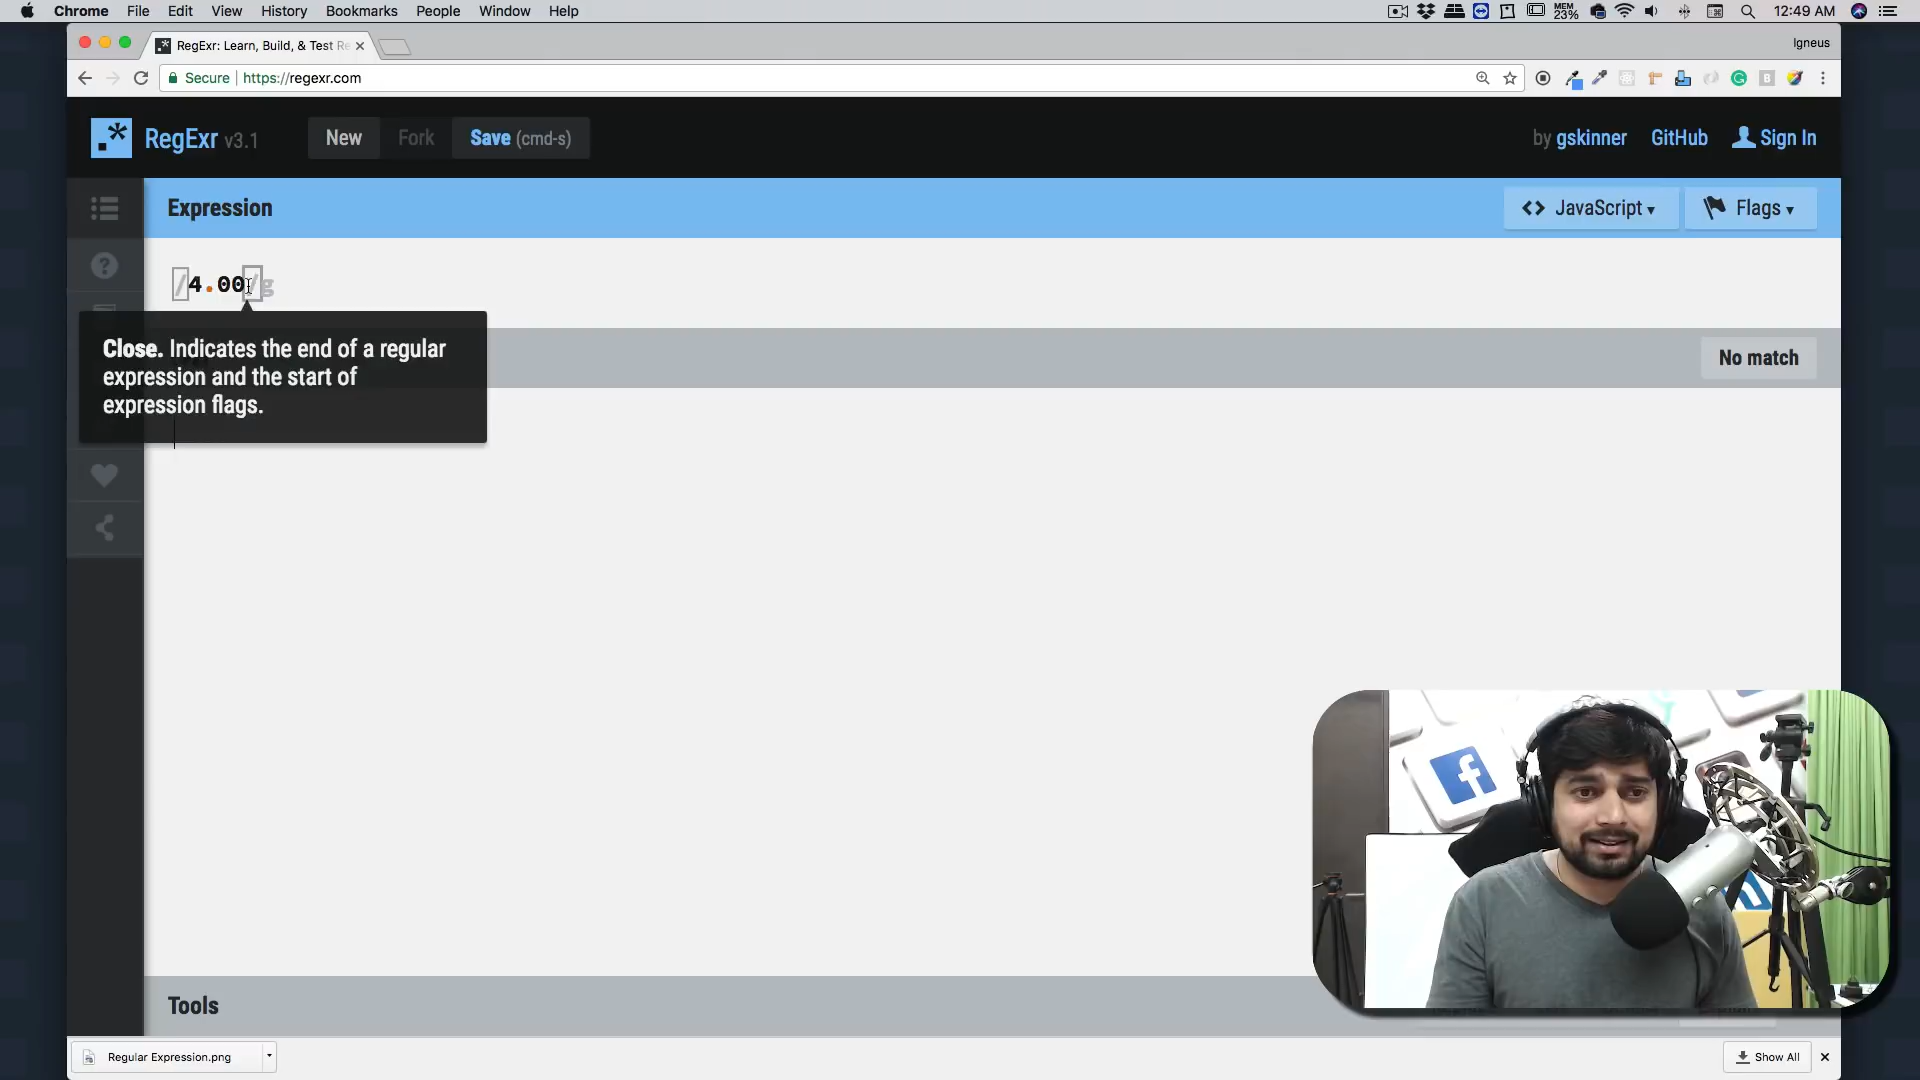 Chrome File Edit View History Bookmarks People Window Help MEM 23% 12:49 AM
RegExr: Learn, Build, & Test Re Igneus
Secure | https://regexr.com
.* RegExr v3.1 New Fork Save (cmd-s) by gskinner GitHub Sign In
Expression <> JavaScript Flags
/4.00/g
Close. Indicates the end of a regular
expression and the start of
expression flags.
No match
Tools
Regular Expression.png Show All